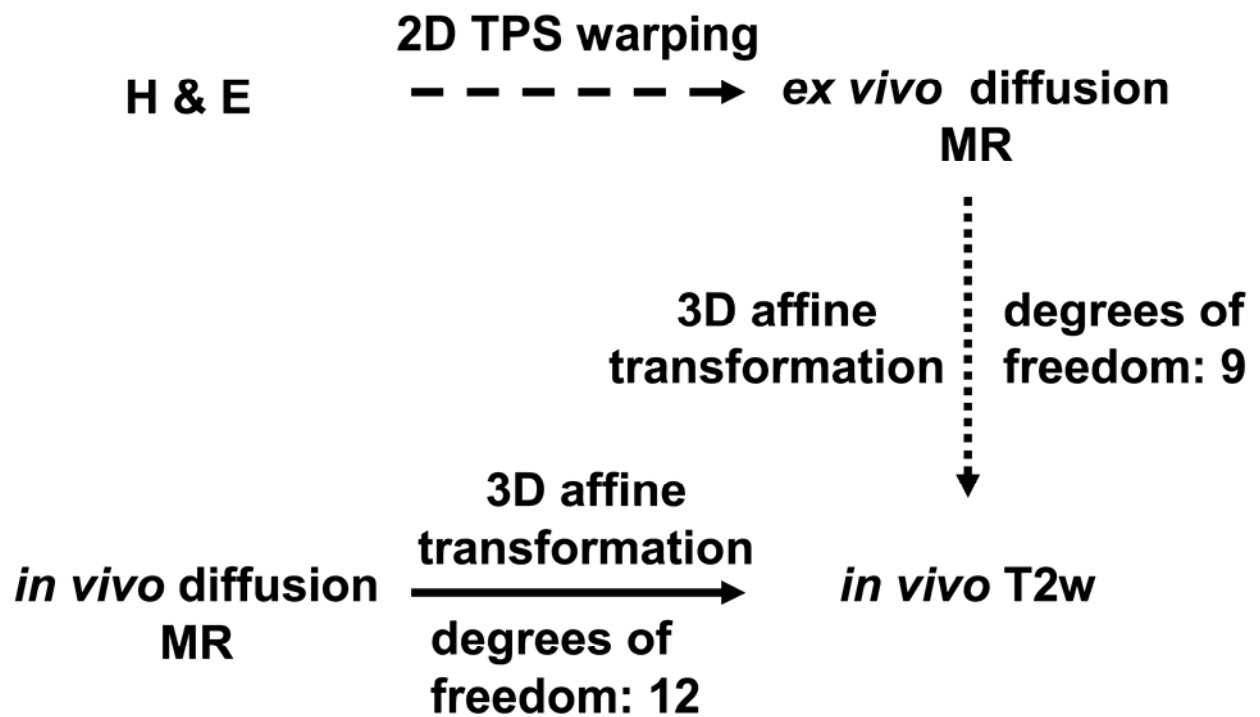 2D TPS warping
H & E
ex vivo diffusion
MR
3D affine
transformation
degrees of
freedom: 9
3D affine
transformation
in vivo diffusion
MR
in vivo T2w
degrees of
freedom: 12